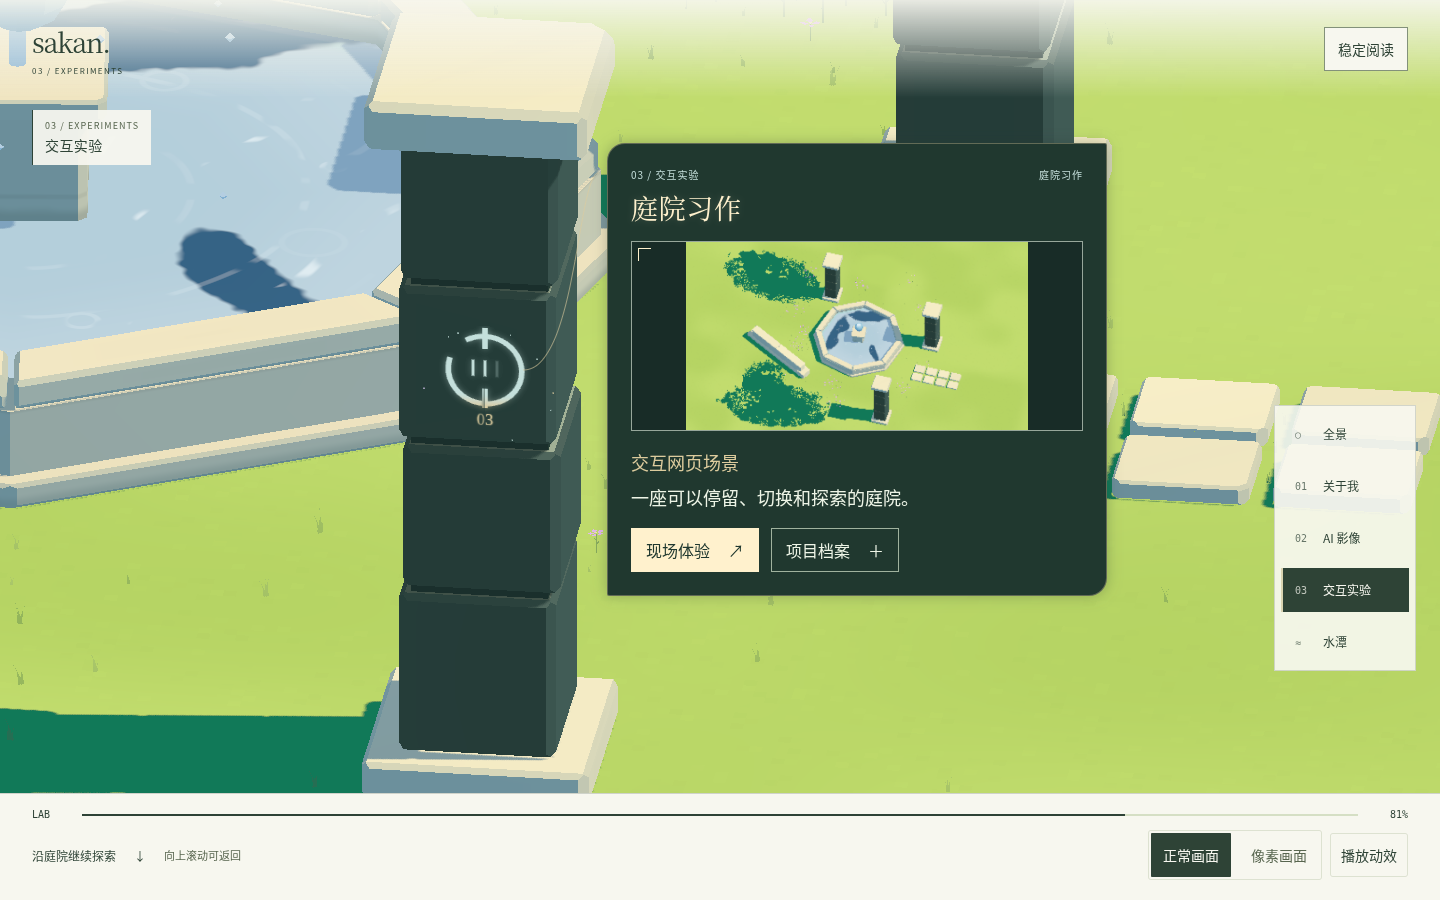 sakan.
03 / EXPERIMENTS
稳定阅读
03 / EXPERIMENTS
交互实验
03 / 交互实验
庭院习作
庭院习作
03
交互网页场景
一座可以停留、切换和探索的庭院。
现场体验 ↗
项目档案 +
○ 全景
01 关于我
02 AI 影像
03 交互实验
≈ 水潭
LAB
81%
沿庭院继续探索 ↓ 向上滚动可返回
正常画面
像素画面
播放动效